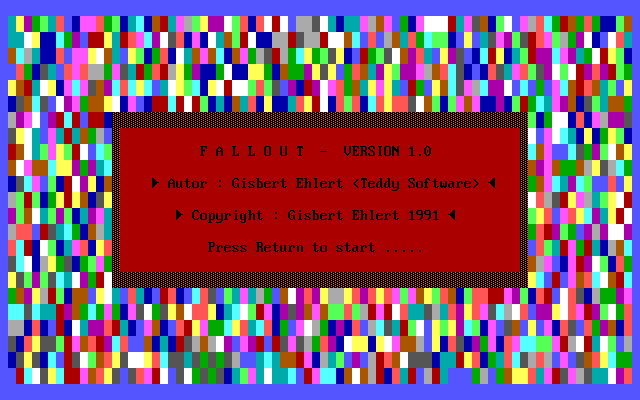 F A L L O U T - VERSION 1.0
► Autor : Gisbert Ehlert <Teddy Software> ◄
► Copyright : Gisbert Ehlert 1991 ◄
Press Return to start .....